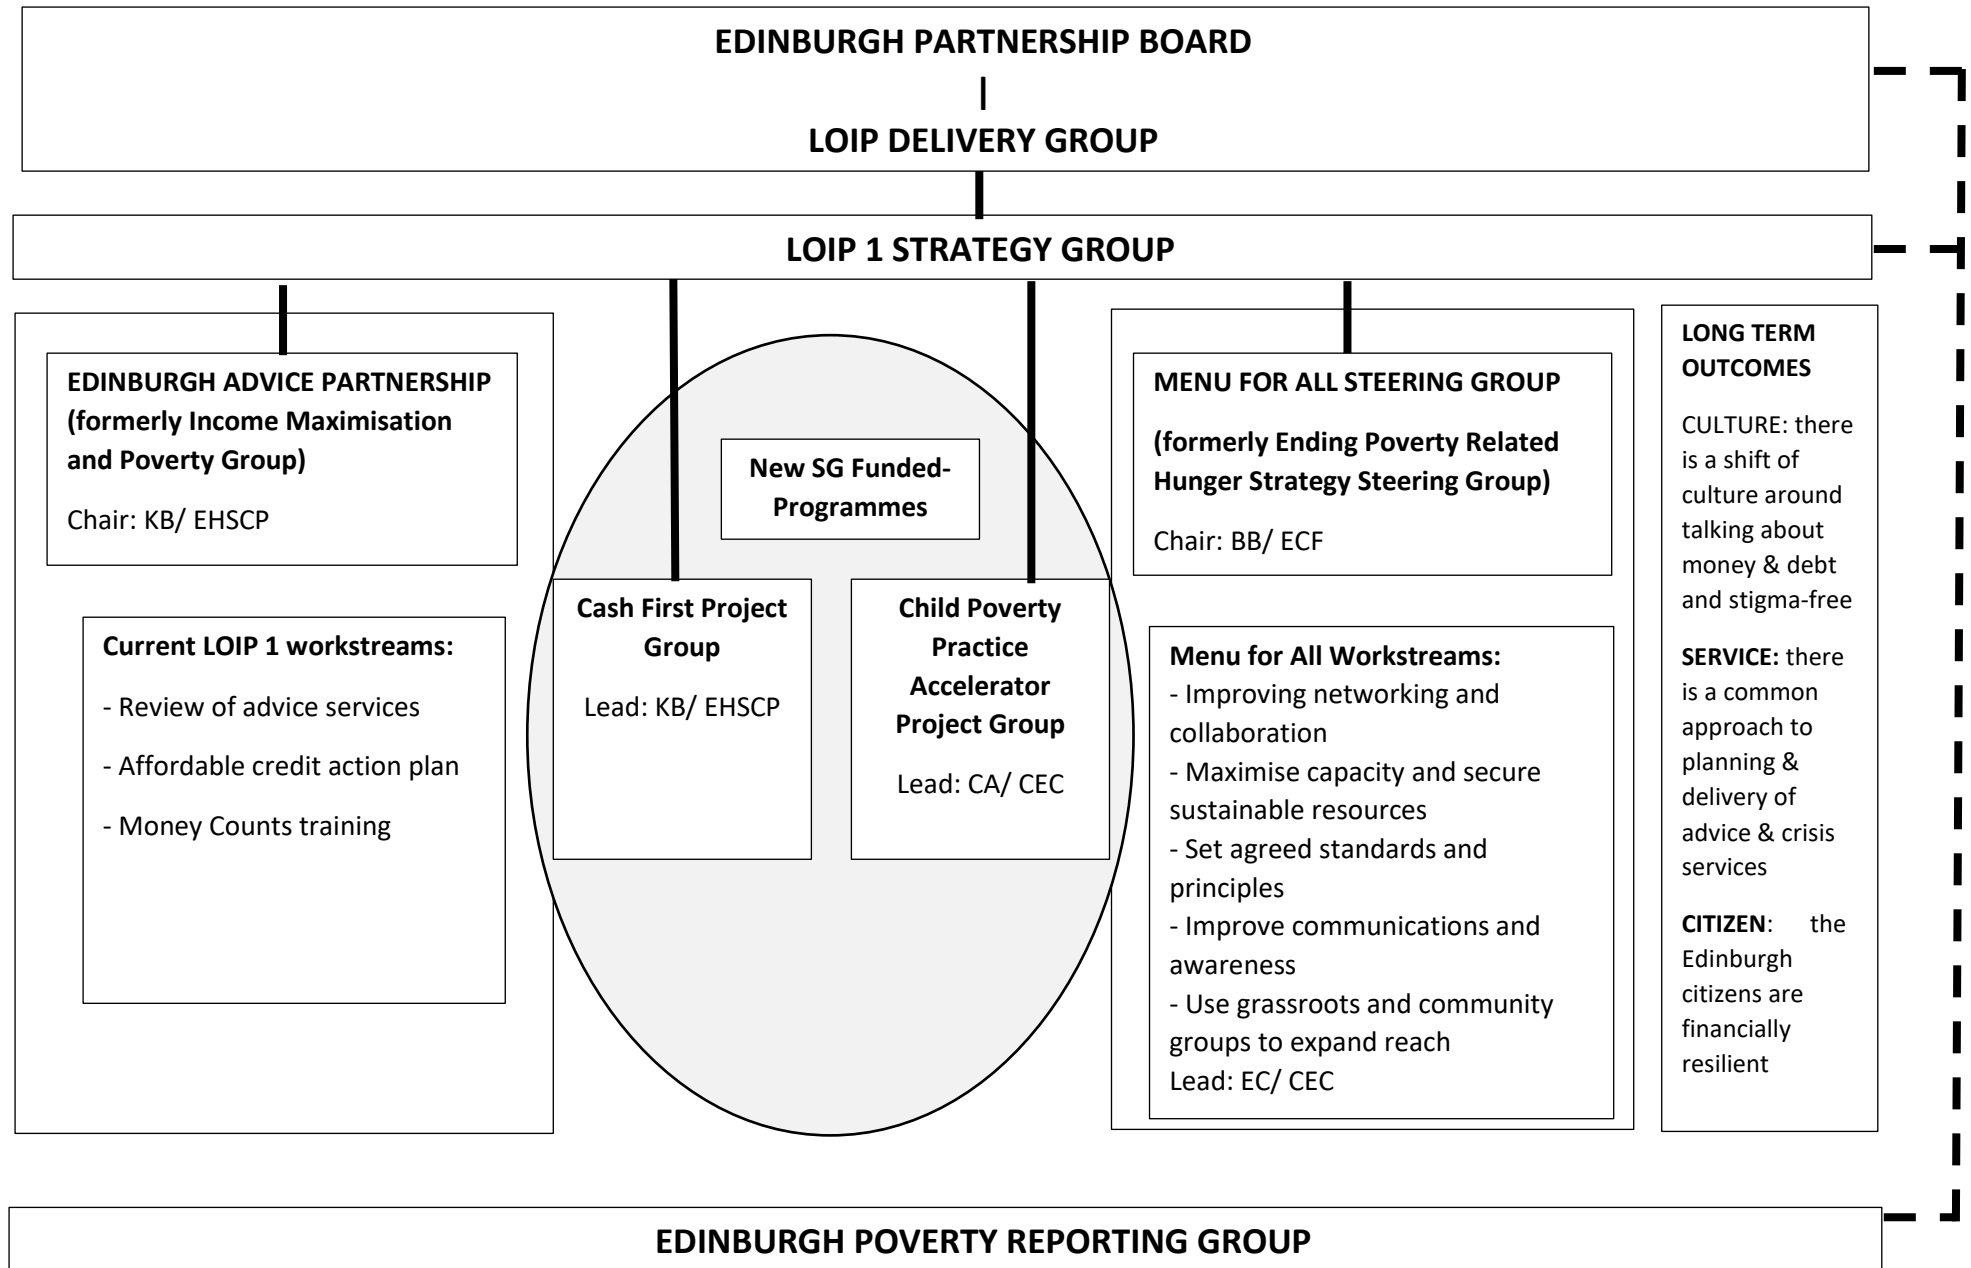 EDINBURGH PARTNERSHIP BOARD
LOIP DELIVERY GROUP
LOIP 1 STRATEGY GROUP
EDINBURGH ADVICE PARTNERSHIP
(formerly Income Maximisation
and Poverty Group)
Chair: KB/ EHSCP
Current LOIP 1 workstreams:
- Review of advice services
- Affordable credit action plan
- Money Counts training
New SG Funded-
Programmes
Cash First Project
Group
Lead: KB/ EHSCP
Child Poverty
Practice
Accelerator
Project Group
Lead: CA/ CEC
MENU FOR ALL STEERING GROUP
(formerly Ending Poverty Related
Hunger Strategy Steering Group)
Chair: BB/ ECF
Menu for All Workstreams:
- Improving networking and
collaboration
- Maximise capacity and secure
sustainable resources
- Set agreed standards and
principles
- Improve communications and
awareness
- Use grassroots and community
groups to expand reach
Lead: EC/ CEC
LONG TERM
OUTCOMES
CULTURE: there
is a shift of
culture around
talking about
money & debt
and stigma-free
SERVICE: there
is a common
approach to
planning &
delivery of
advice & crisis
services
CITIZEN: the
Edinburgh
citizens are
financially
resilient
EDINBURGH POVERTY REPORTING GROUP